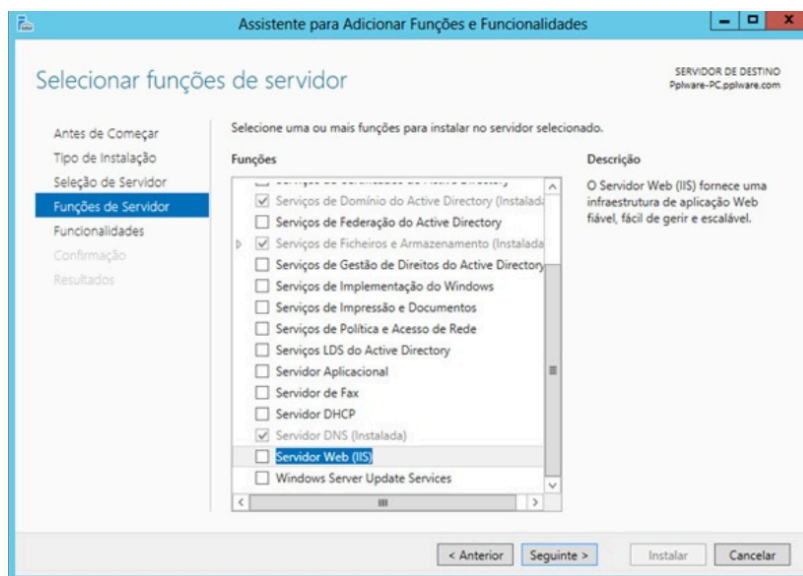 Assistente para Adicionar Funções e Funcionalidades
Selecionar funções de servidor
SERVIDOR DE DESTINO
Pplware-PC.pplware.com
Antes de Começar
Tipo de Instalação
Seleção de Servidor
Funções de Servidor
Funcionalidades
Confirmação
Resultados
Selecione uma ou mais funções para instalar no servidor selecionado.
Funções
Serviços de Domínio do Active Directory (Instalada
Serviços de Federação do Active Directory
Serviços de Ficheiros e Armazenamento (Instalada
Serviços de Gestão de Direitos do Active Directory
Serviços de Implementação do Windows
Serviços de Impressão e Documentos
Serviços de Política e Acesso de Rede
Serviços LDS do Active Directory
Servidor Aplicacional
Servidor de Fax
Servidor DHCP
Servidor DNS (Instalada)
Servidor Web (IIS)
Windows Server Update Services
Descrição
O Servidor Web (IIS) fornece uma
infraestrutura de aplicação Web
fiável, fácil de gerir e escalável.
< Anterior
Seguinte >
Instalar
Cancelar